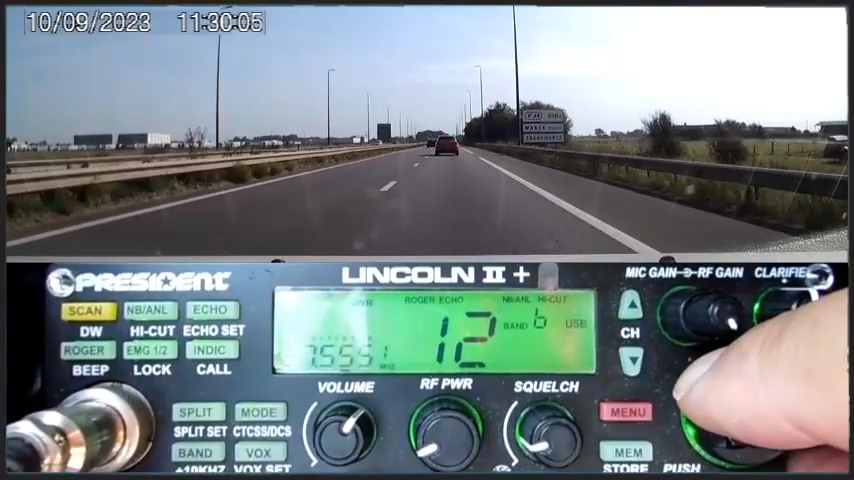 10/09/2023 11:30:05
PRESIDENT
LINCOLN II +
MIC GAIN RF GAIN CLARIFIE
SCAN NB/ANL ECHO
DW HI-CUT ECHO SET
ROGER EMG 1/2 INDIC
BEEP LOCK CALL
ROGER ECHO NB/ANL HI-CUT
12 BAND b USB
CH
VOLUME RF PWR SQUELCH
SPLIT MODE
SPLIT SET CTCSS/DCS
BAND VOX
+10KHZ VOX SET
MENU
MEM
STORE PUSH